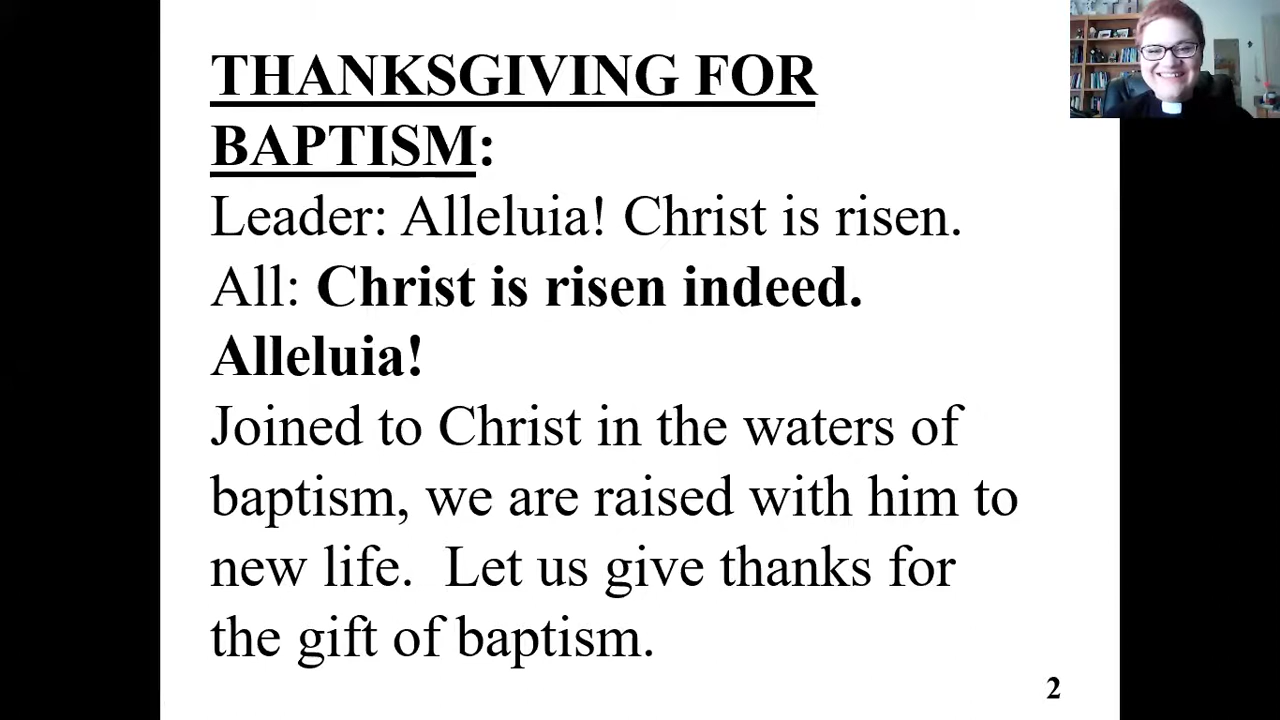 THANKSGIVING FOR
BAPTISM:
Leader: Alleluia! Christ is risen.
All: Christ is risen indeed.
Alleluia!
Joined to Christ in the waters of
baptism, we are raised with him to
new life.  Let us give thanks for
the gift of baptism.
2